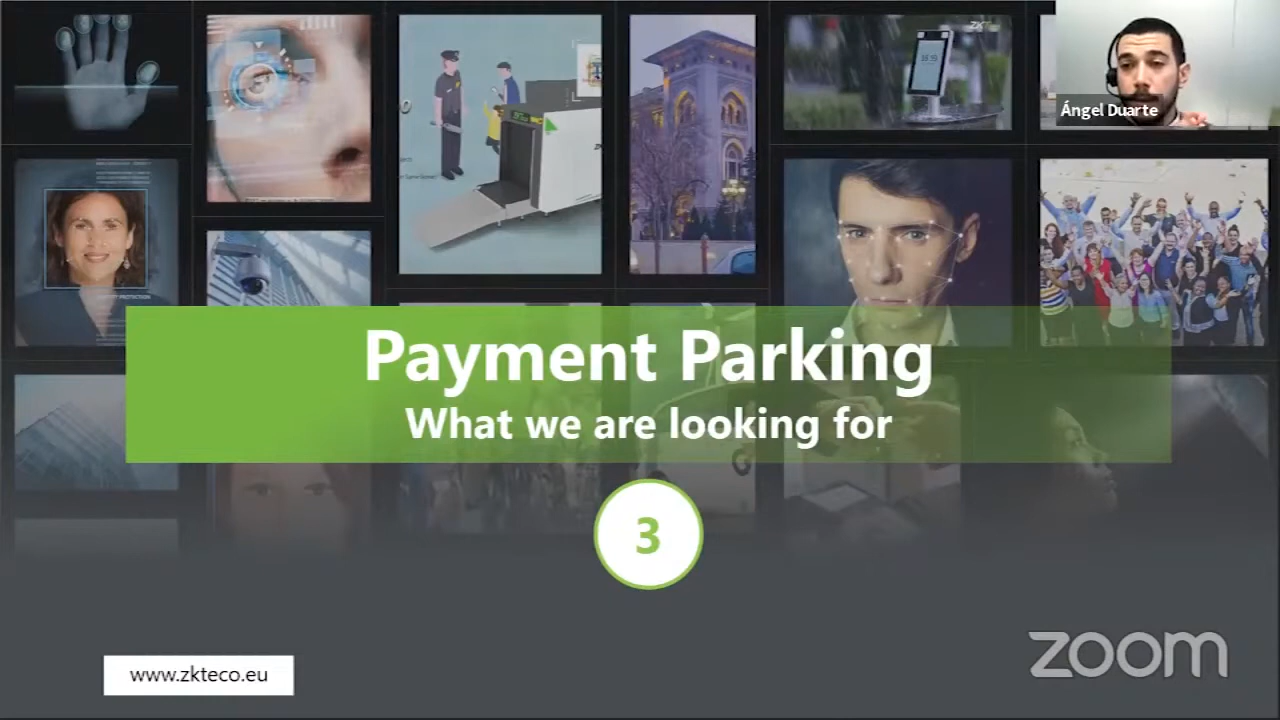 Ángel Duarte
Payment Parking
What we are looking for
3
www.zkteco.eu
zoom